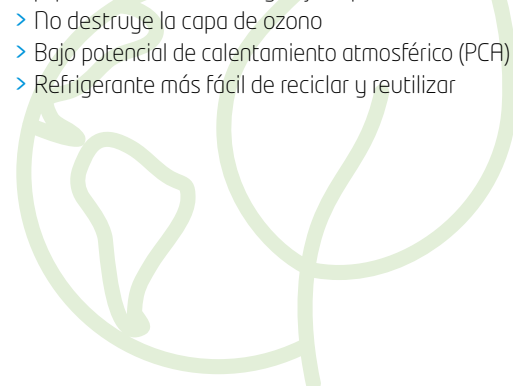 > No destruye la capa de ozono
> Bajo potencial de calentamiento atmosférico (PCA)
> Refrigerante más fácil de reciclar y reutilizar